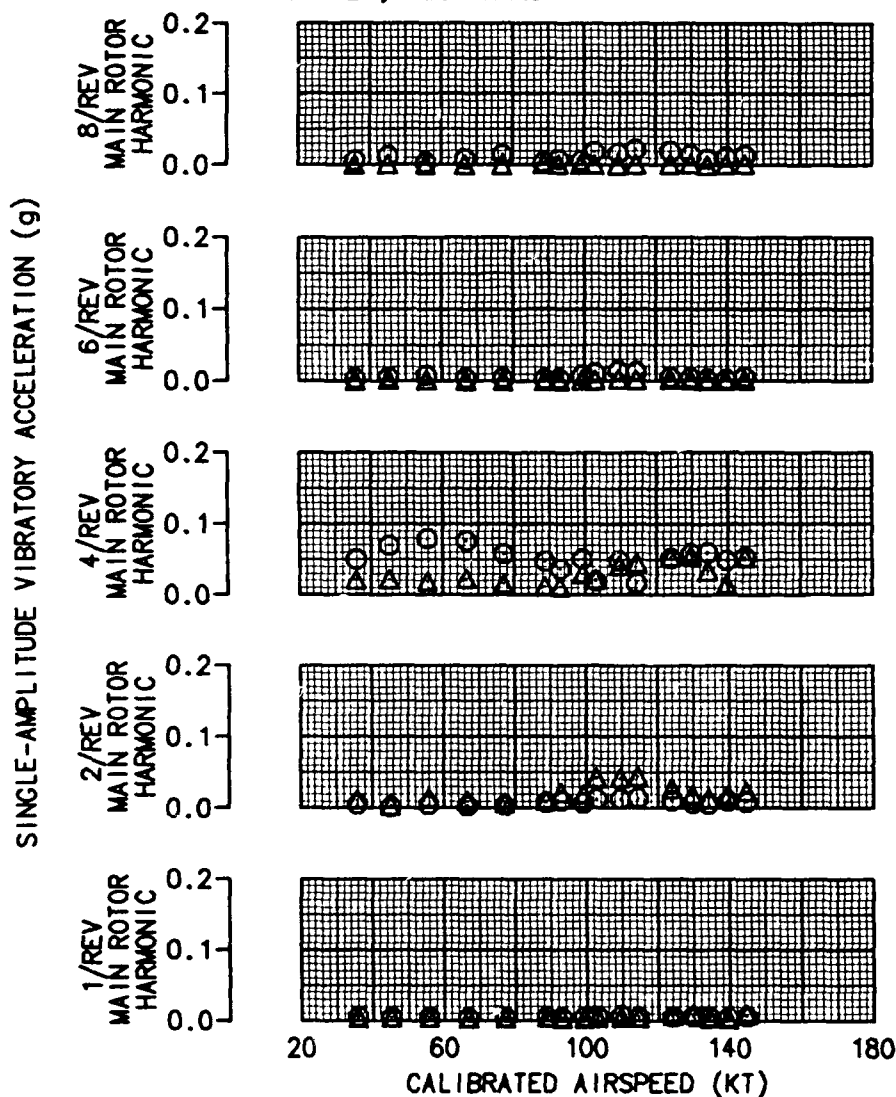 SINGLE-AMPLITUDE VIBRATORY ACCELERATION (g)
8/REV
MAIN ROTOR
HARMONIC
0.2
0.1
0.0
6/REV
MAIN ROTOR
HARMONIC
0.2
0.1
0.0
4/REV
MAIN ROTOR
HARMONIC
0.2
0.1
0.0
2/REV
MAIN ROTOR
HARMONIC
0.2
0.1
0.0
1/REV
MAIN ROTOR
HARMONIC
0.2
0.1
0.0
20 60 100 140 180
CALIBRATED AIRSPEED (KT)